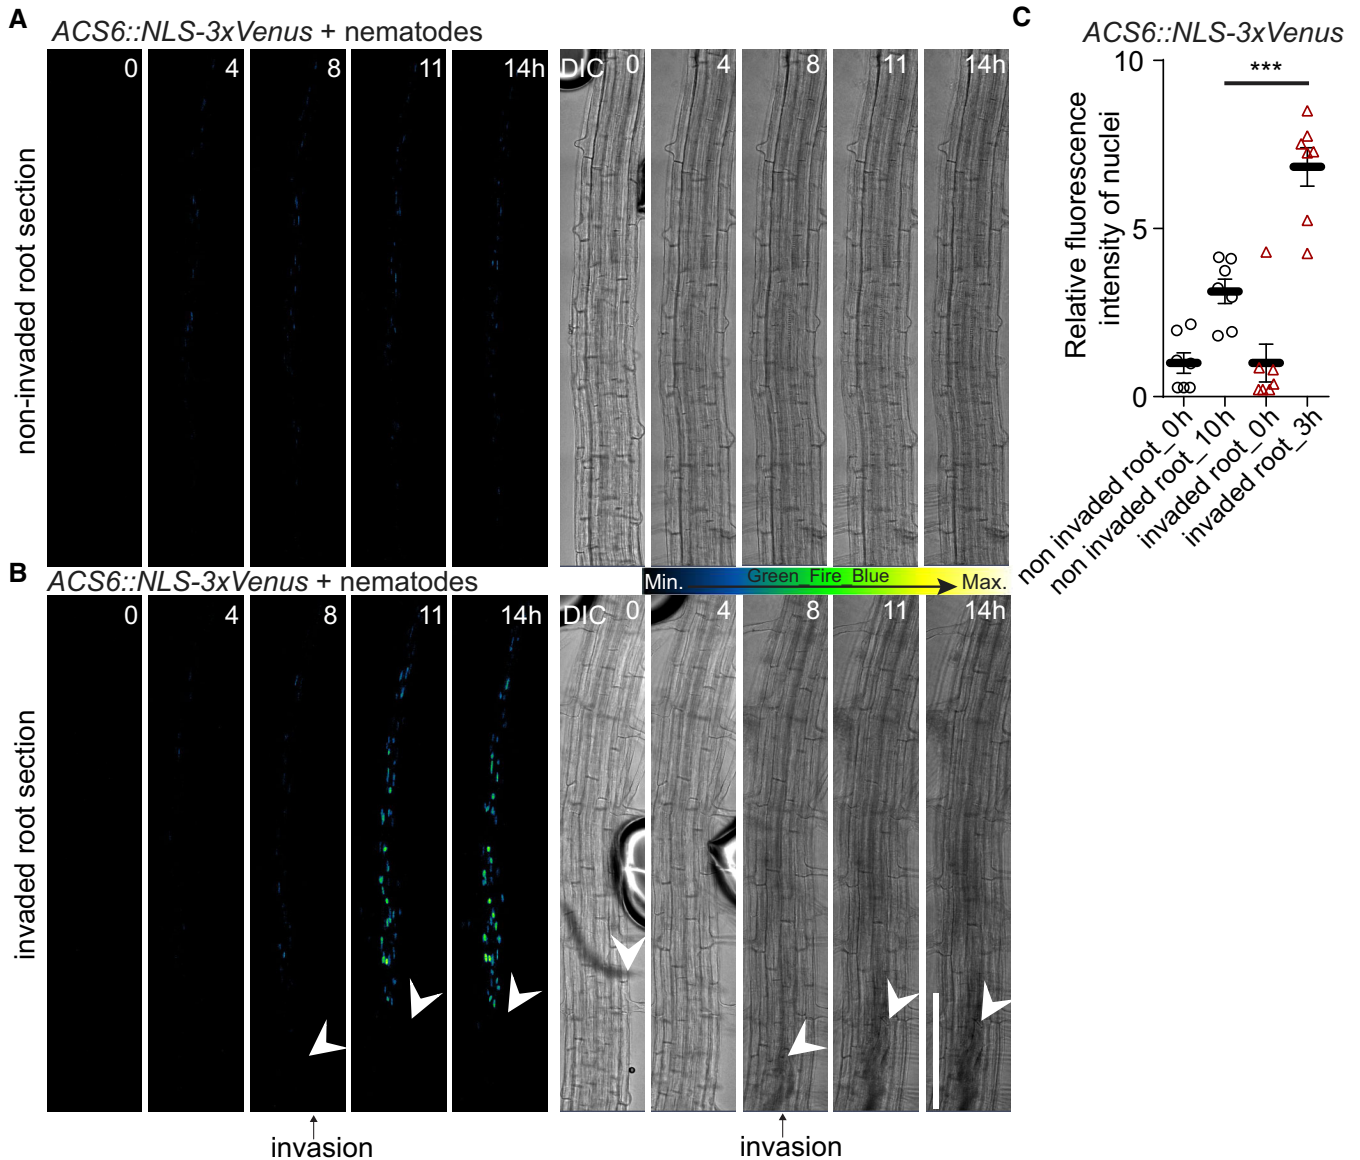 A
ACS6::NLS-3xVenus + nematodes
non-invaded root section
0 4 8 11 14h
DIC 0 4 8 11 14h
B
ACS6::NLS-3xVenus + nematodes
Min. Green_Fire_Blue Max.
invaded root section
0 4 8 11 14h
DIC 0 4 8 11 14h
invasion
invasion
C
ACS6::NLS-3xVenus
Relative fluorescence
intensity of nuclei
10
5
0
***
non invaded root_0h
non invaded root_10h
invaded root_0h
invaded root_3h